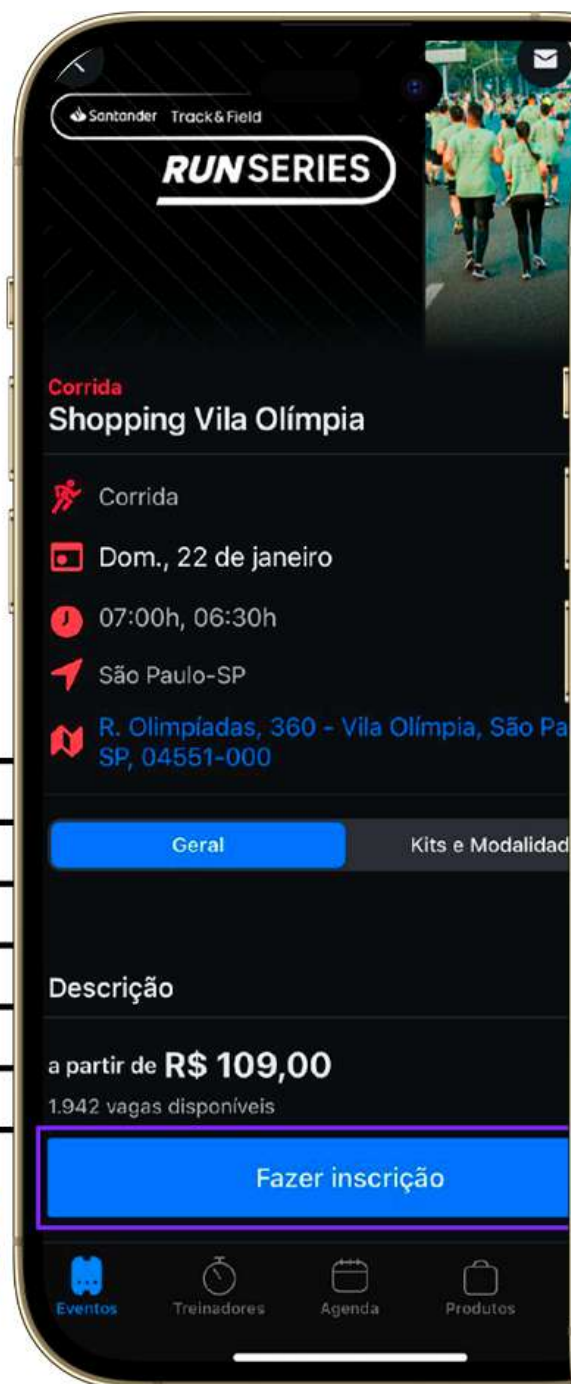 Santander Track&Field
RUN SERIES
Corrida
Shopping Vila Olímpia
Corrida
Dom., 22 de janeiro
07:00h, 06:30h
São Paulo-SP
R. Olimpíadas, 360 - Vila Olímpia, São Pa
SP, 04551-000
Geral Kits e Modalidad
Descrição
a partir de R$ 109,00
1.942 vagas disponíveis
Fazer inscrição
Eventos Treinadores Agenda Produtos